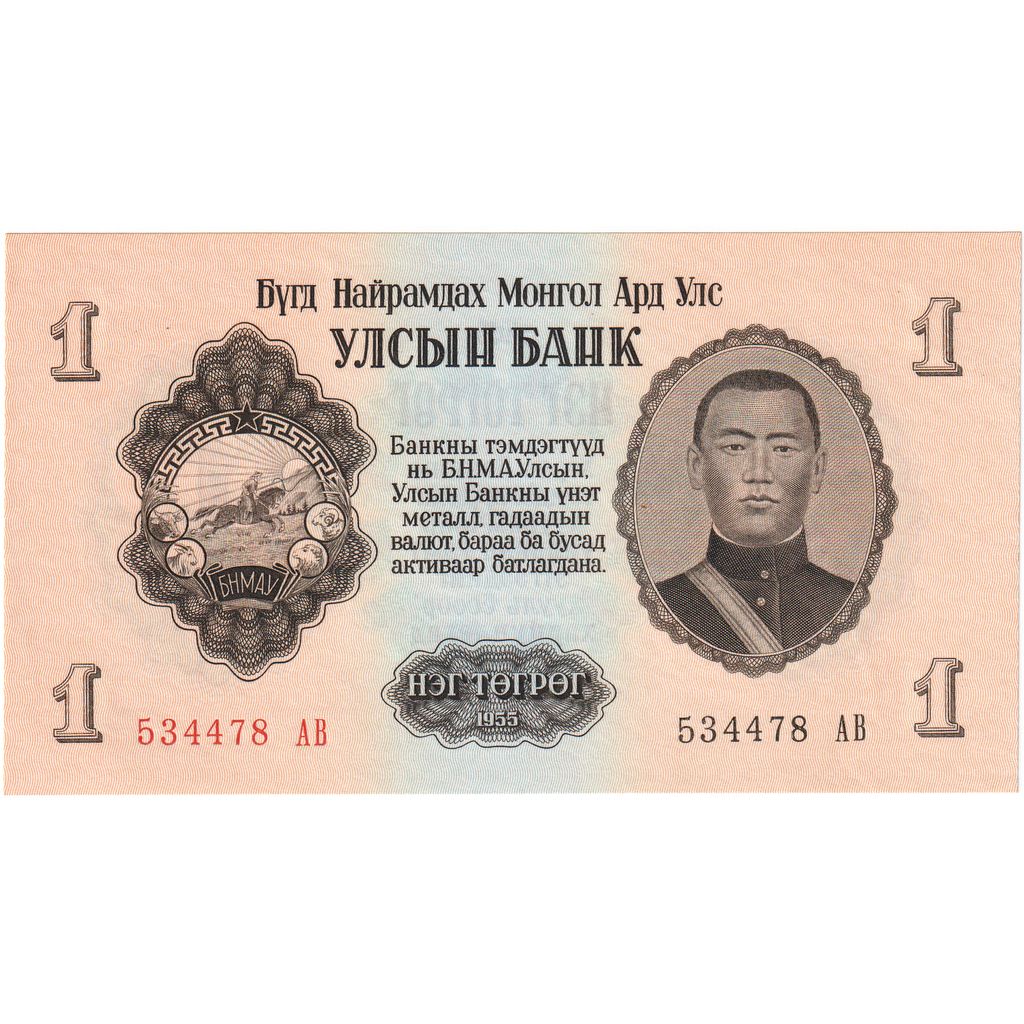 Бүгд Найрамдах Монгол Ард Улс
УЛСЫН БАНК
1
1
Банкны тэмдэгтүүд
нь Б.Н.М.А.Улсын,
Улсын Банкны үнэт
металл, гадаадын
валют, бараа ба бусад
активаар батлагдана.
БНМАУ
НЭГ ТӨГРӨГ
1955
1
1
534478 АВ
534478 АВ